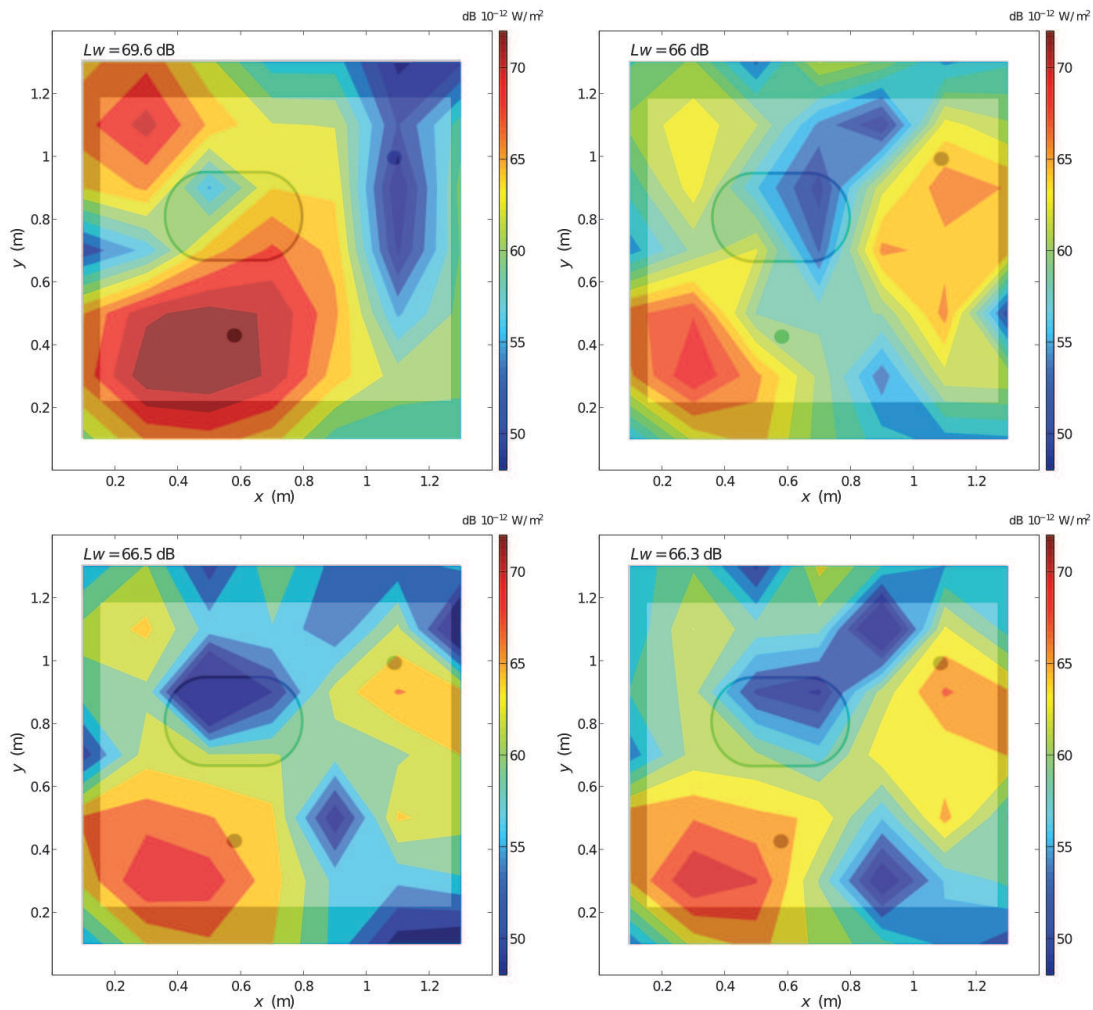 dB 10⁻¹² W/m² dB 10⁻¹² W/m²
Lw = 69.6 dB Lw = 66 dB
70 70
1.2 1.2
65 65
1 1
y (m) 0.8 y (m) 0.8
60 60
0.6 0.6
55 55
0.4 0.4
0.2 50 0.2 50
0.2 0.4 0.6 0.8 1 1.2 0.2 0.4 0.6 0.8 1 1.2
x (m) x (m)
dB 10⁻¹² W/m² dB 10⁻¹² W/m²
Lw = 66.5 dB Lw = 66.3 dB
70 70
1.2 1.2
65 65
1 1
y (m) 0.8 y (m) 0.8
60 60
0.6 0.6
55 55
0.4 0.4
0.2 50 0.2 50
0.2 0.4 0.6 0.8 1 1.2 0.2 0.4 0.6 0.8 1 1.2
x (m) x (m)